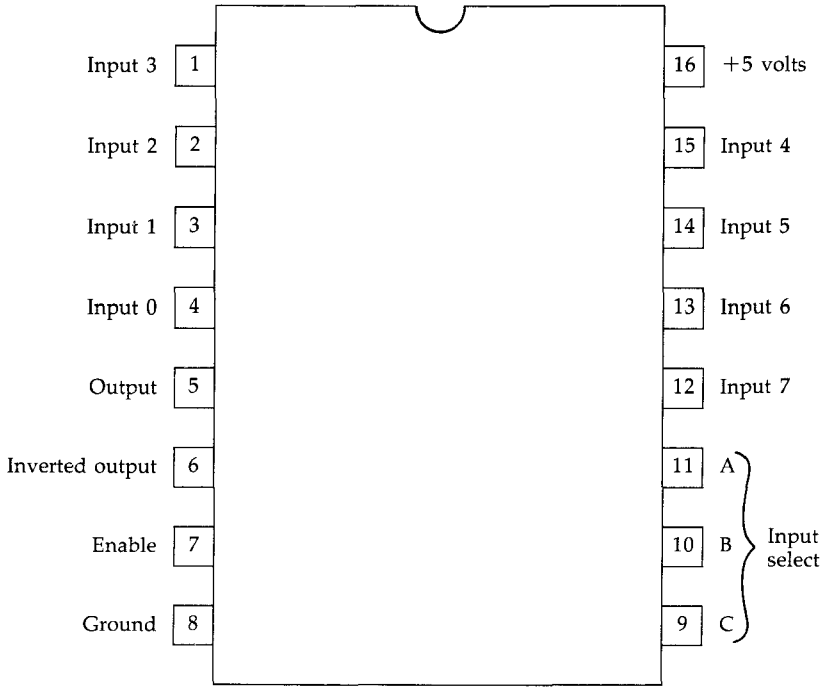 Input 3 1
16 +5 volts
Input 2 2
15 Input 4
Input 1 3
14 Input 5
Input 0 4
13 Input 6
Output 5
12 Input 7
Inverted output 6
11 A
Enable 7
10 B
Input
select
Ground 8
9 C